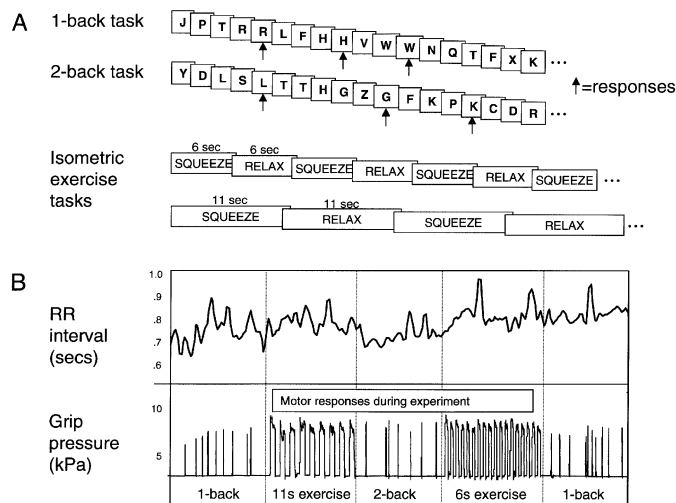 A
1-back task
J P T R R L F H H V W W N Q T F X K ...
2-back task
Y D L S L T T H G Z G F K P K C D R ...
=responses
Isometric
exercise
tasks
6 sec 6 sec
SQUEEZE RELAX SQUEEZE RELAX SQUEEZE RELAX SQUEEZE ...
11 sec 11 sec
SQUEEZE RELAX SQUEEZE RELAX ...
B
RR
interval
(secs)
1.0
.9
.8
.7
.6
Motor responses during experiment
Grip
pressure
(kPa)
10
5
1-back 11s exercise 2-back 6s exercise 1-back